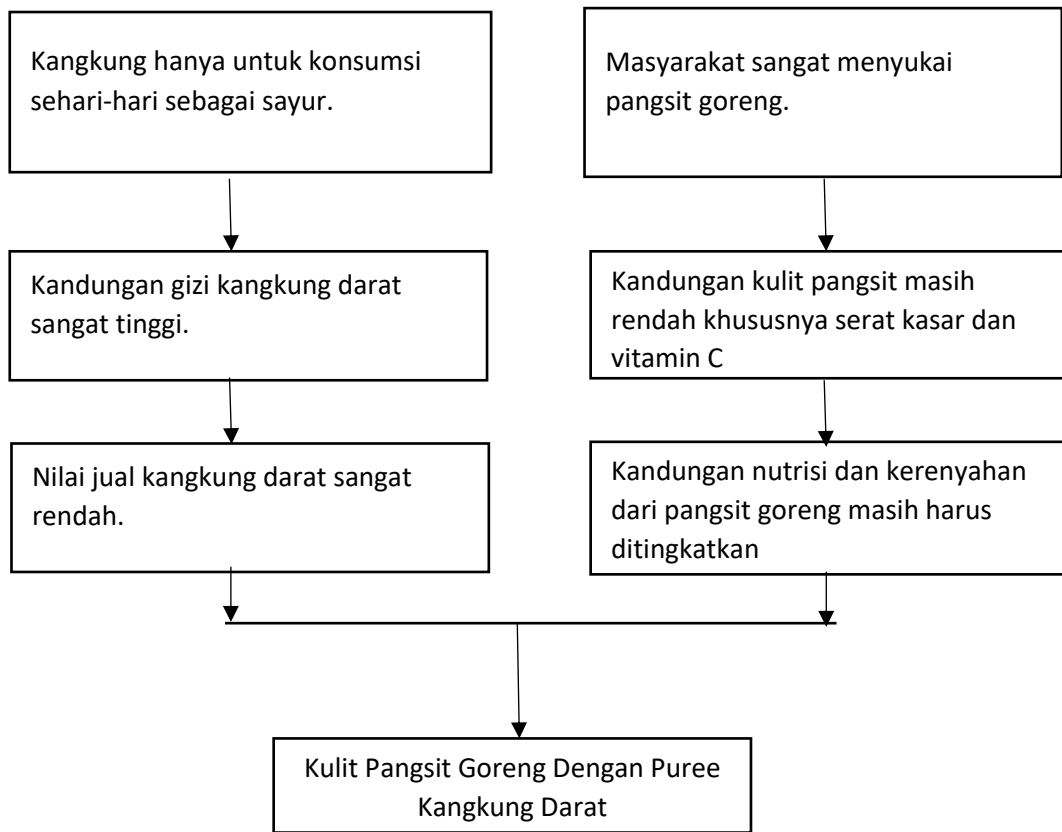 Kangkung hanya untuk konsumsi
sehari-hari sebagai sayur.
Masyarakat sangat menyukai
pangsit goreng.
Kandungan gizi kangkung darat
sangat tinggi.
Kandungan kulit pangsit masih
rendah khususnya serat kasar dan
vitamin C
Nilai jual kangkung darat sangat
rendah.
Kandungan nutrisi dan kerenyahan
dari pangsit goreng masih harus
ditingkatkan
Kulit Pangsit Goreng Dengan Puree
Kangkung Darat